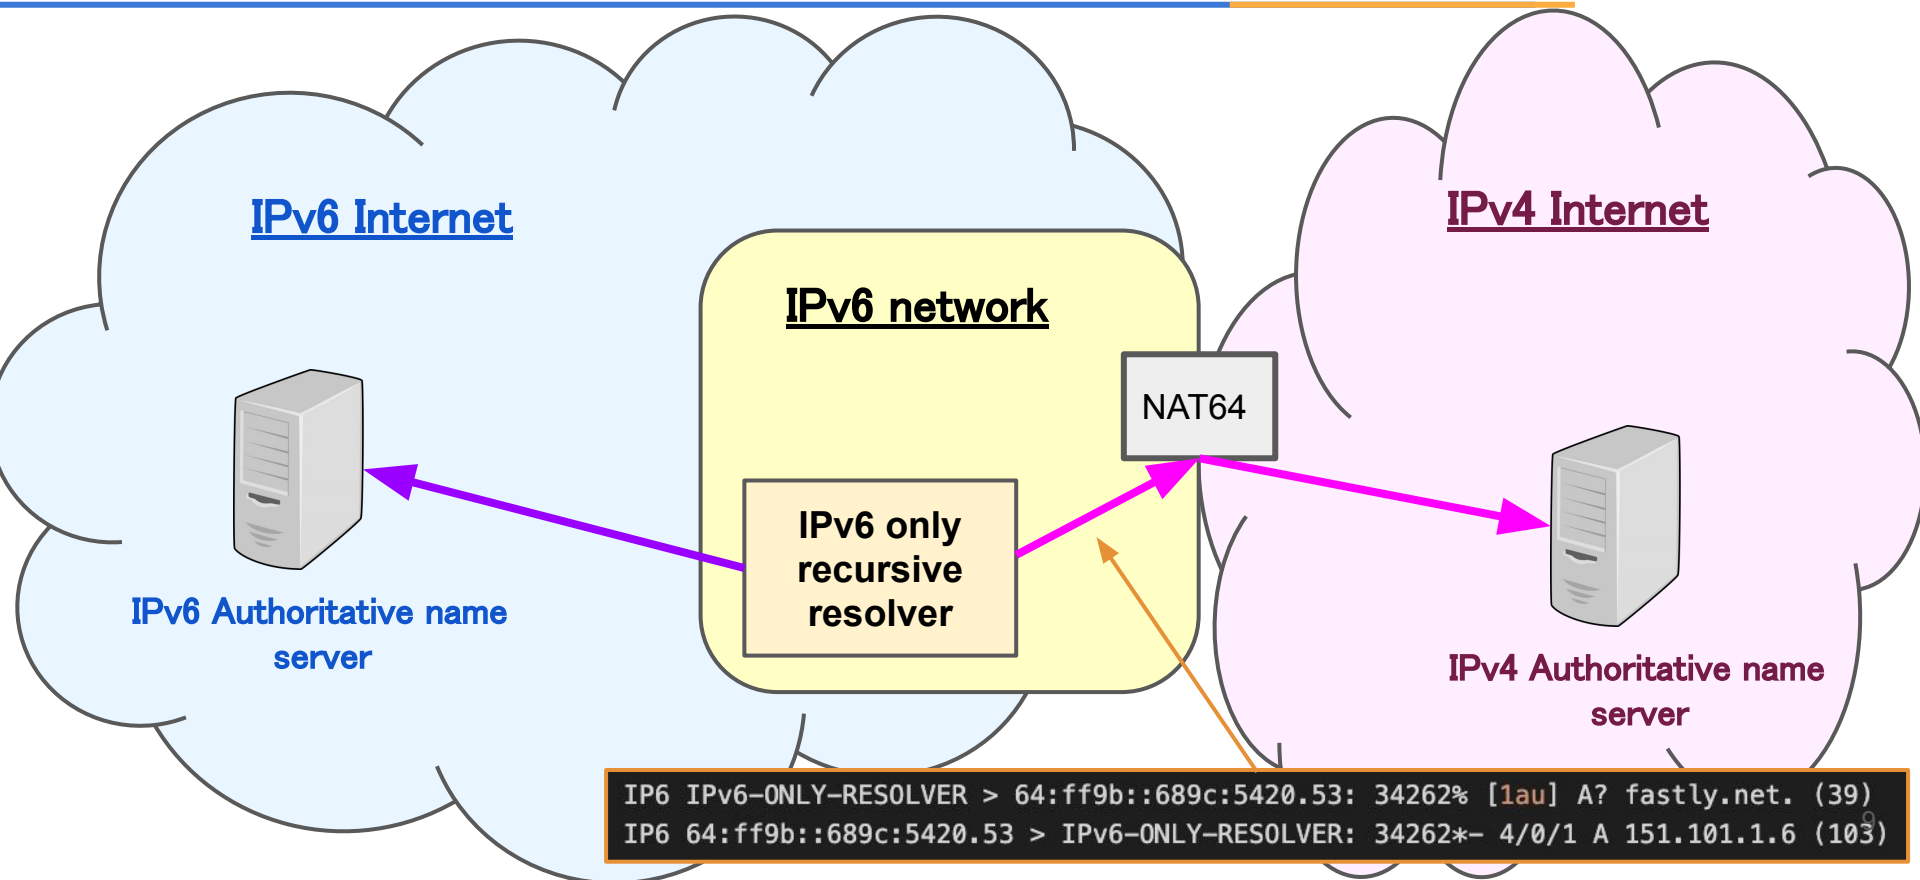 IPv6 Internet
IPv4 Internet
IPv6 network
NAT64
IPv6 only
recursive
resolver
IPv6 Authoritative name
server
IPv4 Authoritative name
server
IP6 IPv6-ONLY-RESOLVER > 64:ff9b::689c:5420.53: 34262% [1au] A? fastly.net. (39)
IP6 64:ff9b::689c:5420.53 > IPv6-ONLY-RESOLVER: 34262*- 4/0/1 A 151.101.1.6 (103)
9